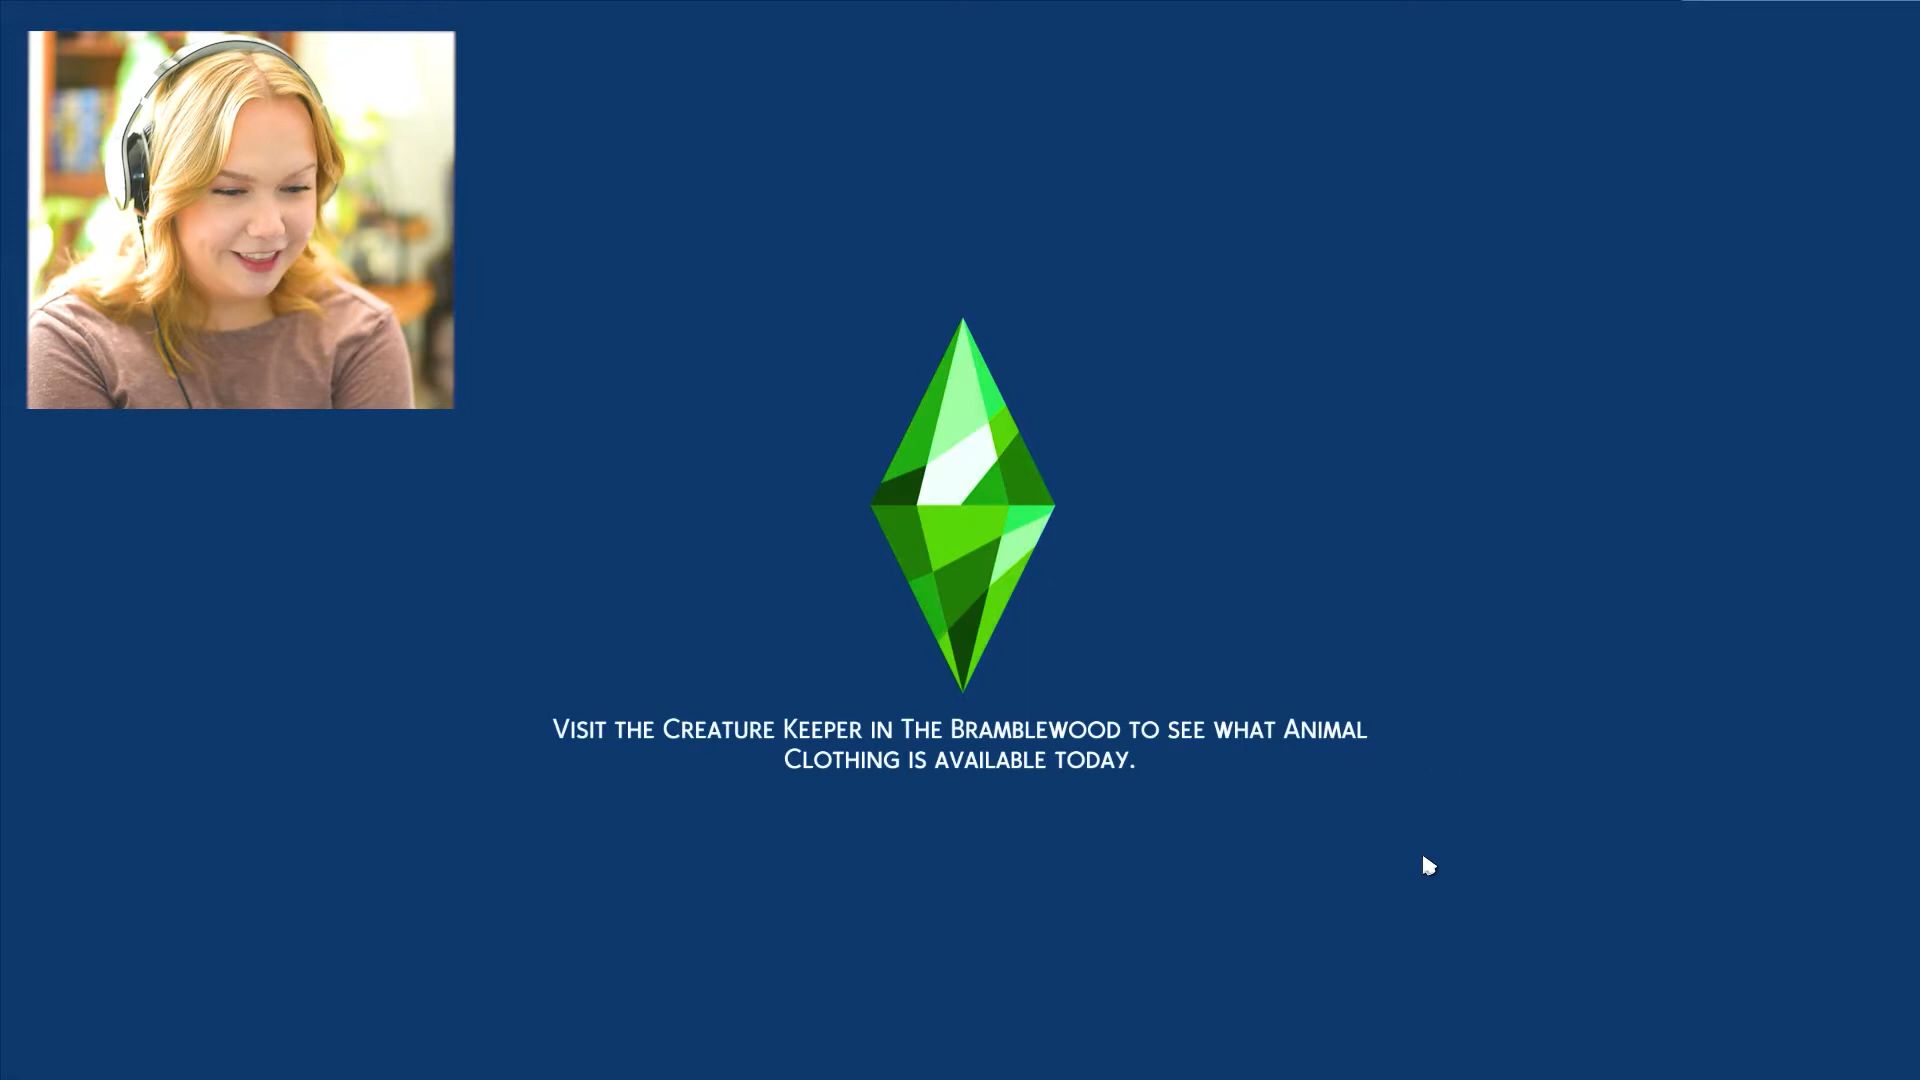 Visit the Creature Keeper in The Bramblewood to see what Animal
Clothing is available today.